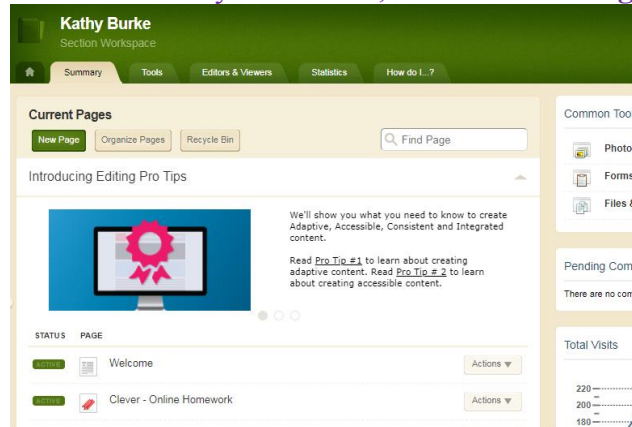 Kathy Burke
Section Workspace
Summary
Tools
Editors & Viewers
Statistics
How do I...?
Current Pages
New Page
Organize Pages
Recycle Bin
Find Page
Introducing Editing Pro Tips
We'll show you what you need to know to create
Adaptive, Accessible, Consistent and Integrated
content.
Read Pro Tip #1 to learn about creating
adaptive content. Read Pro Tip # 2 to learn
about creating accessible content.
STATUS PAGE
ACTIVE Welcome Actions
ACTIVE Clever - Online Homework Actions
Common Too
Photo
Forms
Files &
Pending Com
There are no com
Total Visits
220
200
180